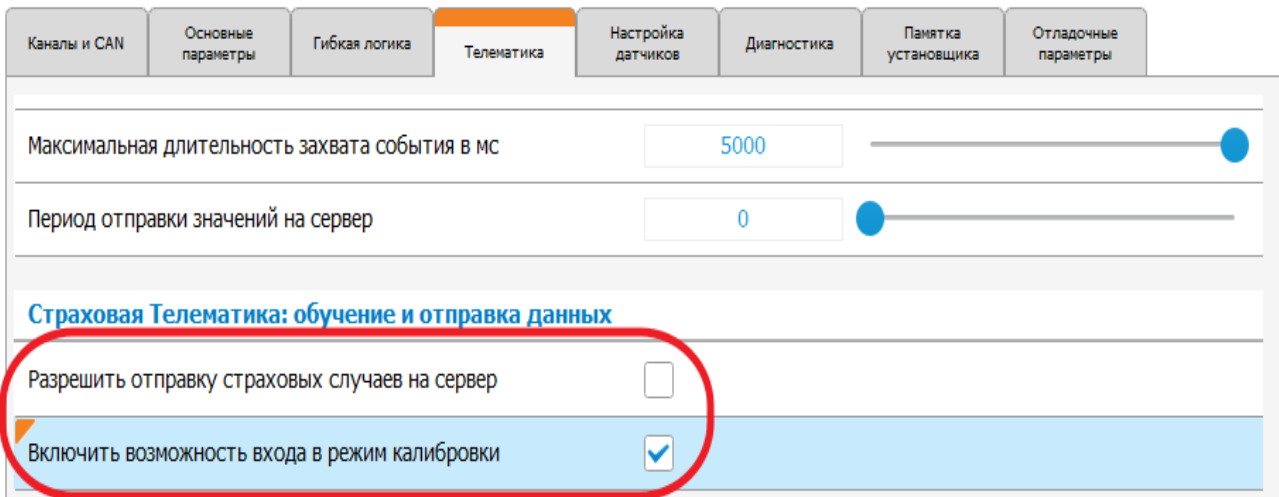 Каналы и CAN
Основные
параметры
Гибкая логика
Телематика
Настройка
датчиков
Диагностика
Памятка
установщика
Отладочные
параметры
Максимальная длительность захвата события в мс 5000
Период отправки значений на сервер 0
Страховая Телематика: обучение и отправка данных
Разрешить отправку страховых случаев на сервер
Включить возможность входа в режим калибровки